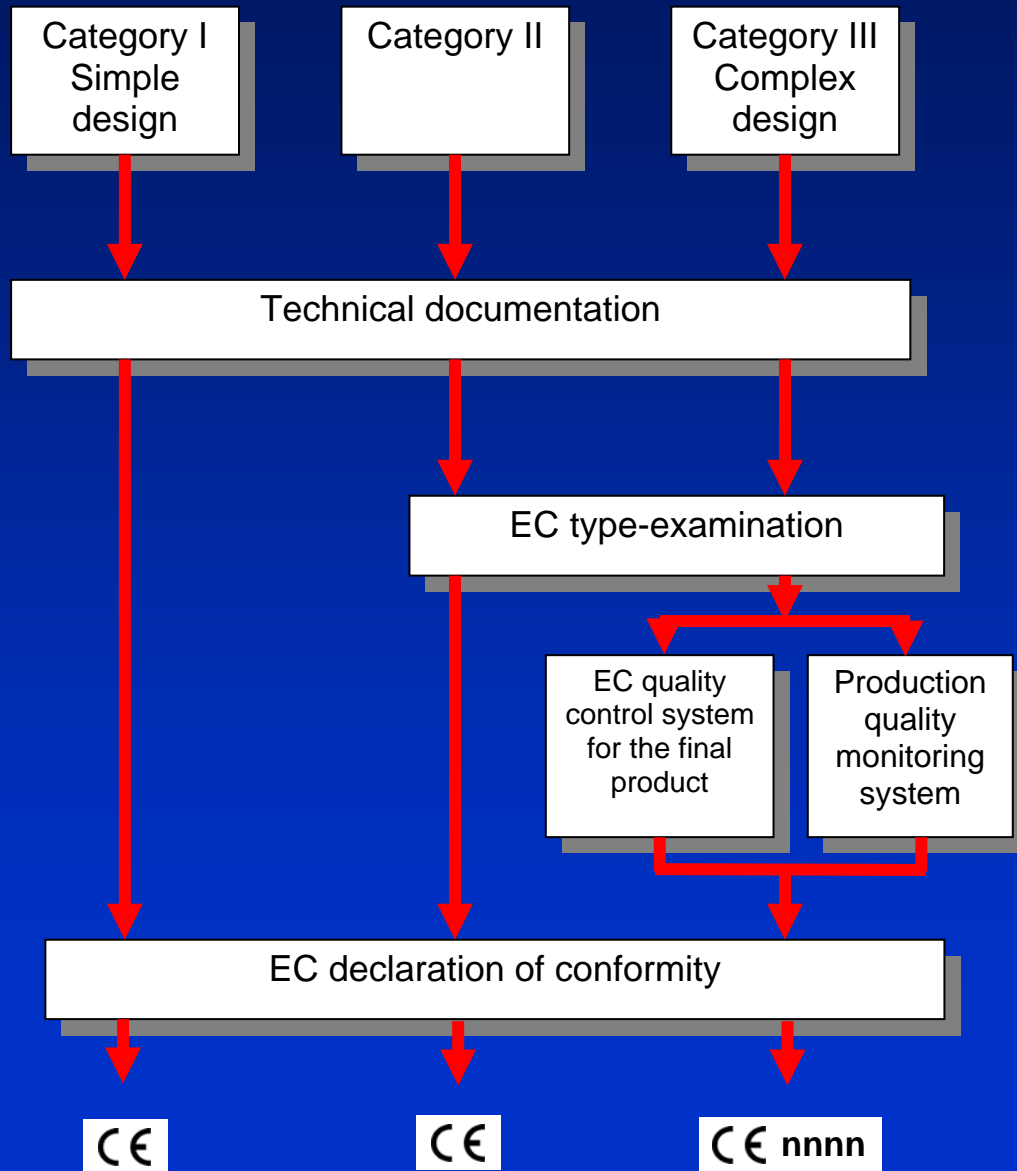 Category I
Simple
design
Category II
Category III
Complex
design
Technical documentation
EC type-examination
EC quality
control system
for the final
product
Production
quality
monitoring
system
EC declaration of conformity
CE
CE
CE nnnn